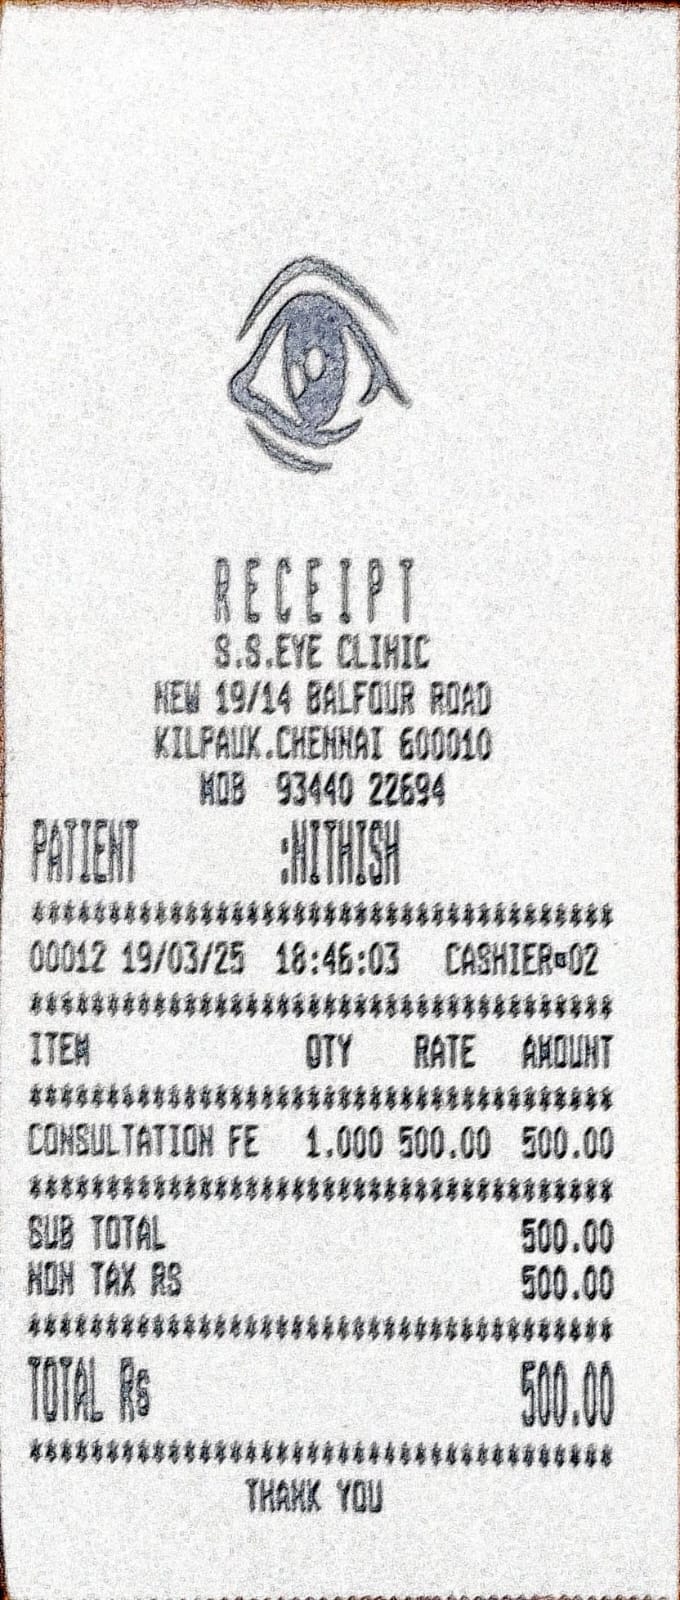 RECEIPT
S.S.EYE CLINIC
NEW 19/14 BALFOUR ROAD
KILPAUK.CHENNAI 600010
MOB 93440 22694
PATIENT :NITHISH
**************************************
00012 19/03/25 18:46:03 CASHIER¤02
**************************************
ITEM QTY RATE AMOUNT
**************************************
CONSULTATION FE 1.000 500.00 500.00
**************************************
SUB TOTAL 500.00
NON TAX RS 500.00
**************************************
TOTAL Rs 500.00
**************************************
THANK YOU